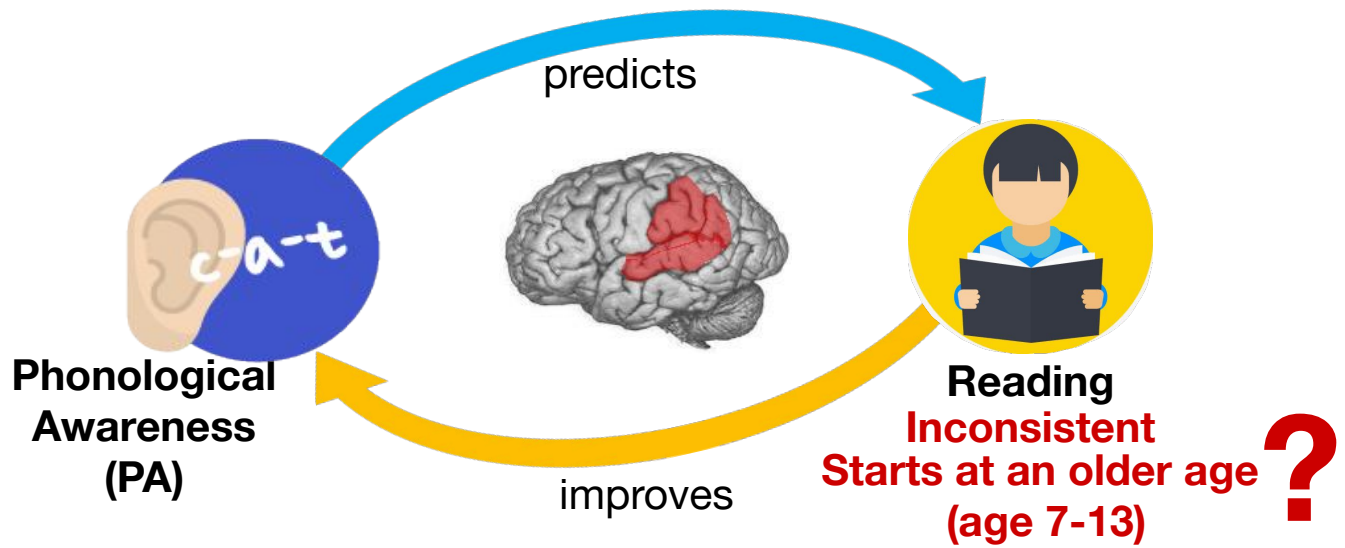 predicts
c-a-t
Phonological
Awareness
(PA)
Reading
Inconsistent
Starts at an older age
(age 7-13)
?
improves